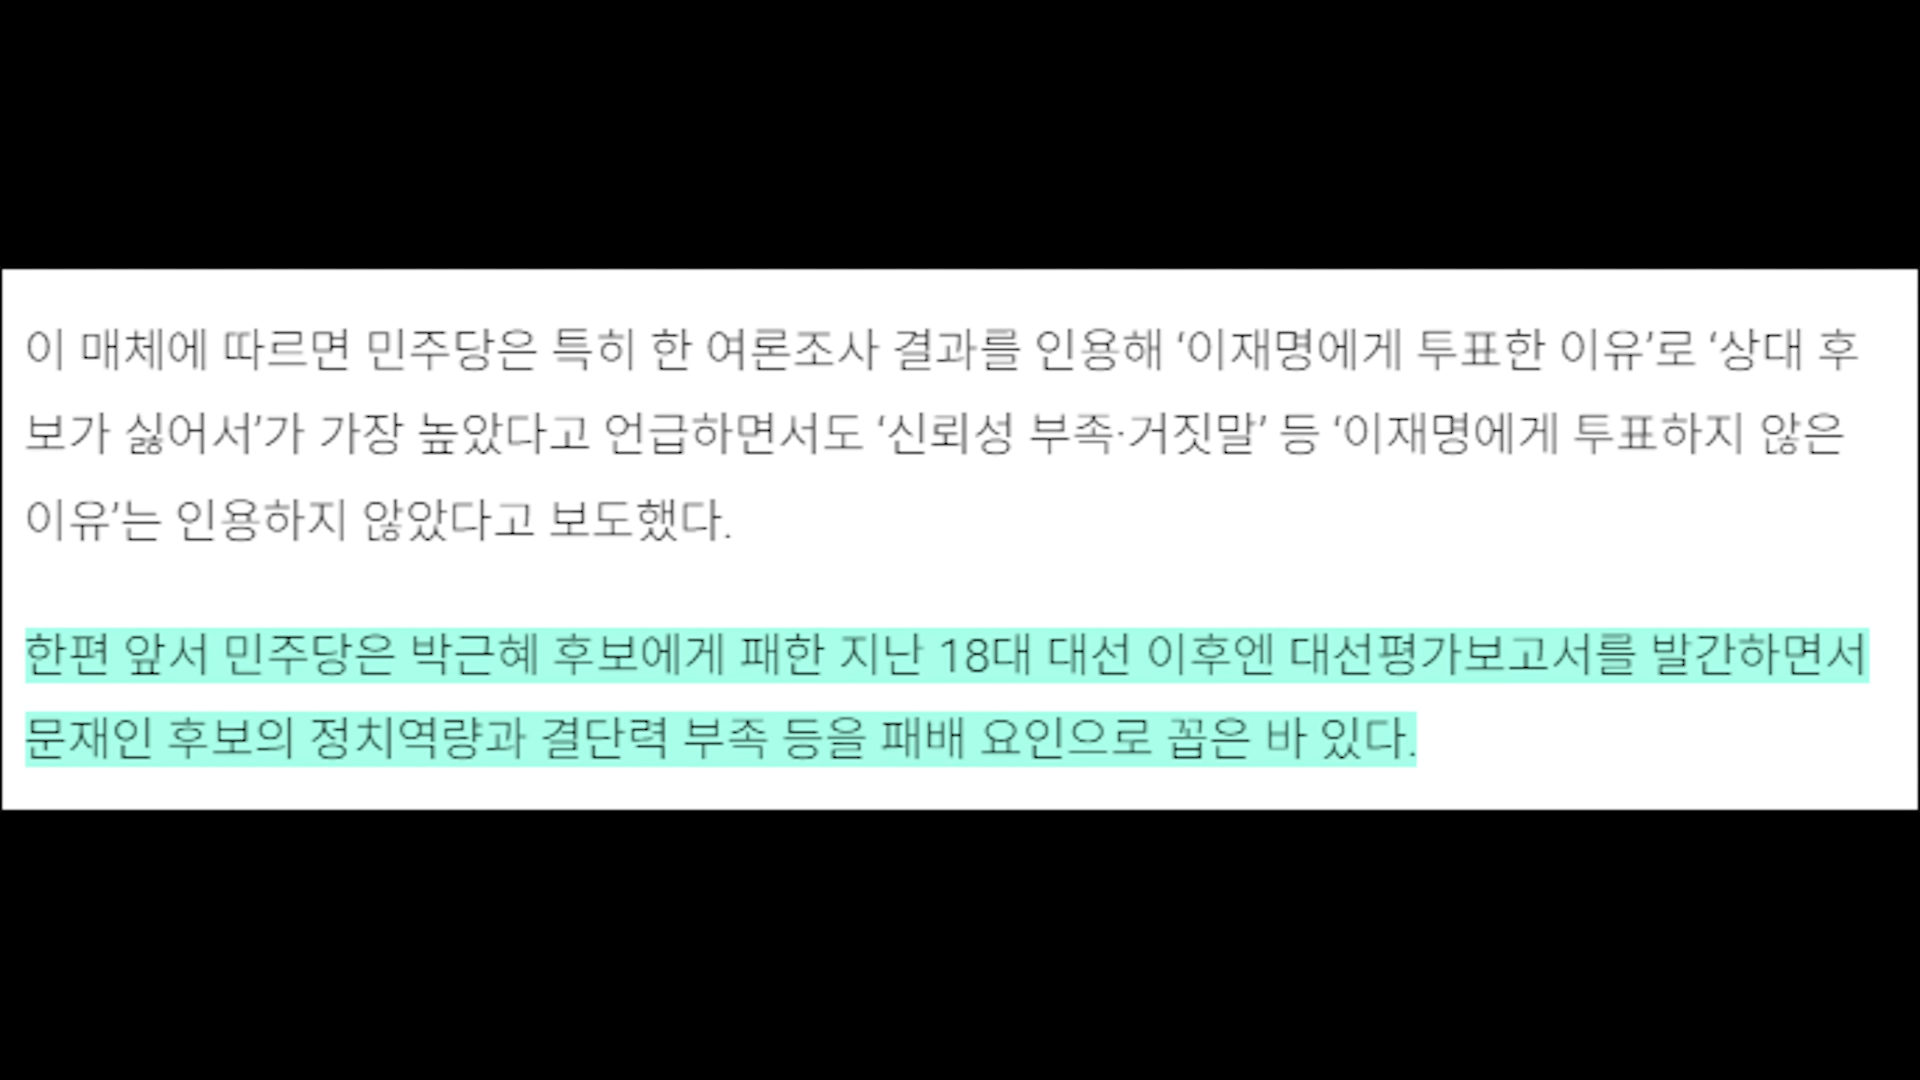 이 매체에 따르면 민주당은 특히 한 여론조사 결과를 인용해 ‘이재명에게 투표한 이유’로 ‘상대 후
보가 싫어서’가 가장 높았다고 언급하면서도 ‘신뢰성 부족·거짓말’ 등 ‘이재명에게 투표하지 않은
이유’는 인용하지 않았다고 보도했다.
한편 앞서 민주당은 박근혜 후보에게 패한 지난 18대 대선 이후엔 대선평가보고서를 발간하면서
문재인 후보의 정치역량과 결단력 부족 등을 패배 요인으로 꼽은 바 있다.